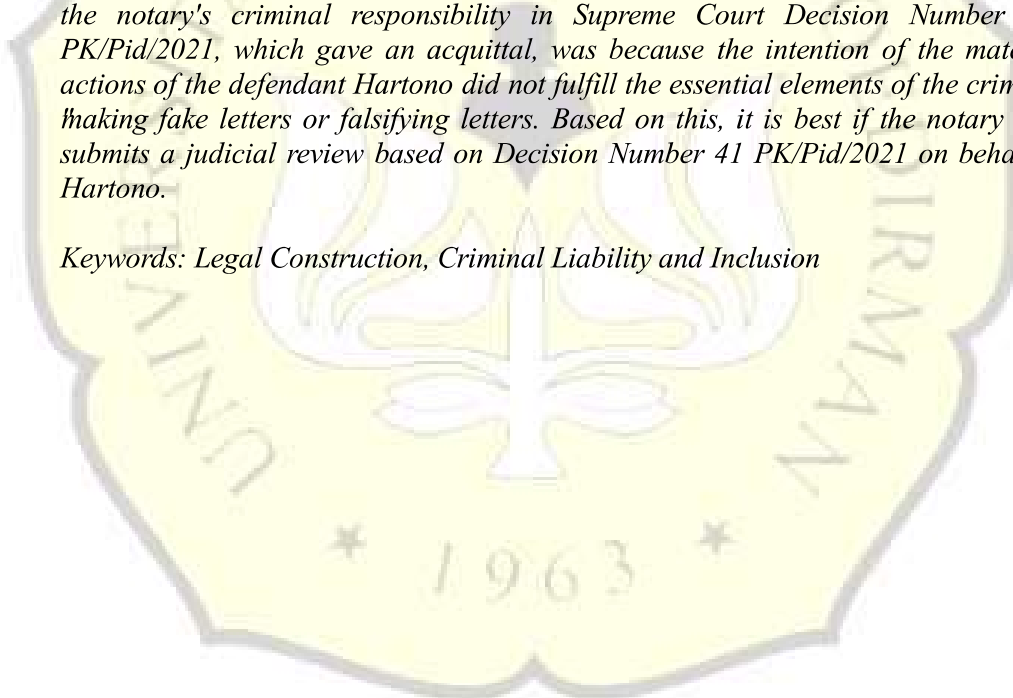 the notary's criminal responsibility in Supreme Court Decision Number
PK/Pid/2021, which gave an acquittal, was because the intention of the
actions of the defendant Hartono did not fulfill the essential elements of the
"making fake letters or falsifying letters. Based on this, it is best if the notary
submits a judicial review based on Decision Number 41 PK/Pid/2021 on
Hartono.
Keywords: Legal Construction, Criminal Liability and Inclusion
UNIVER
DIRMAN
★ 1963 ★